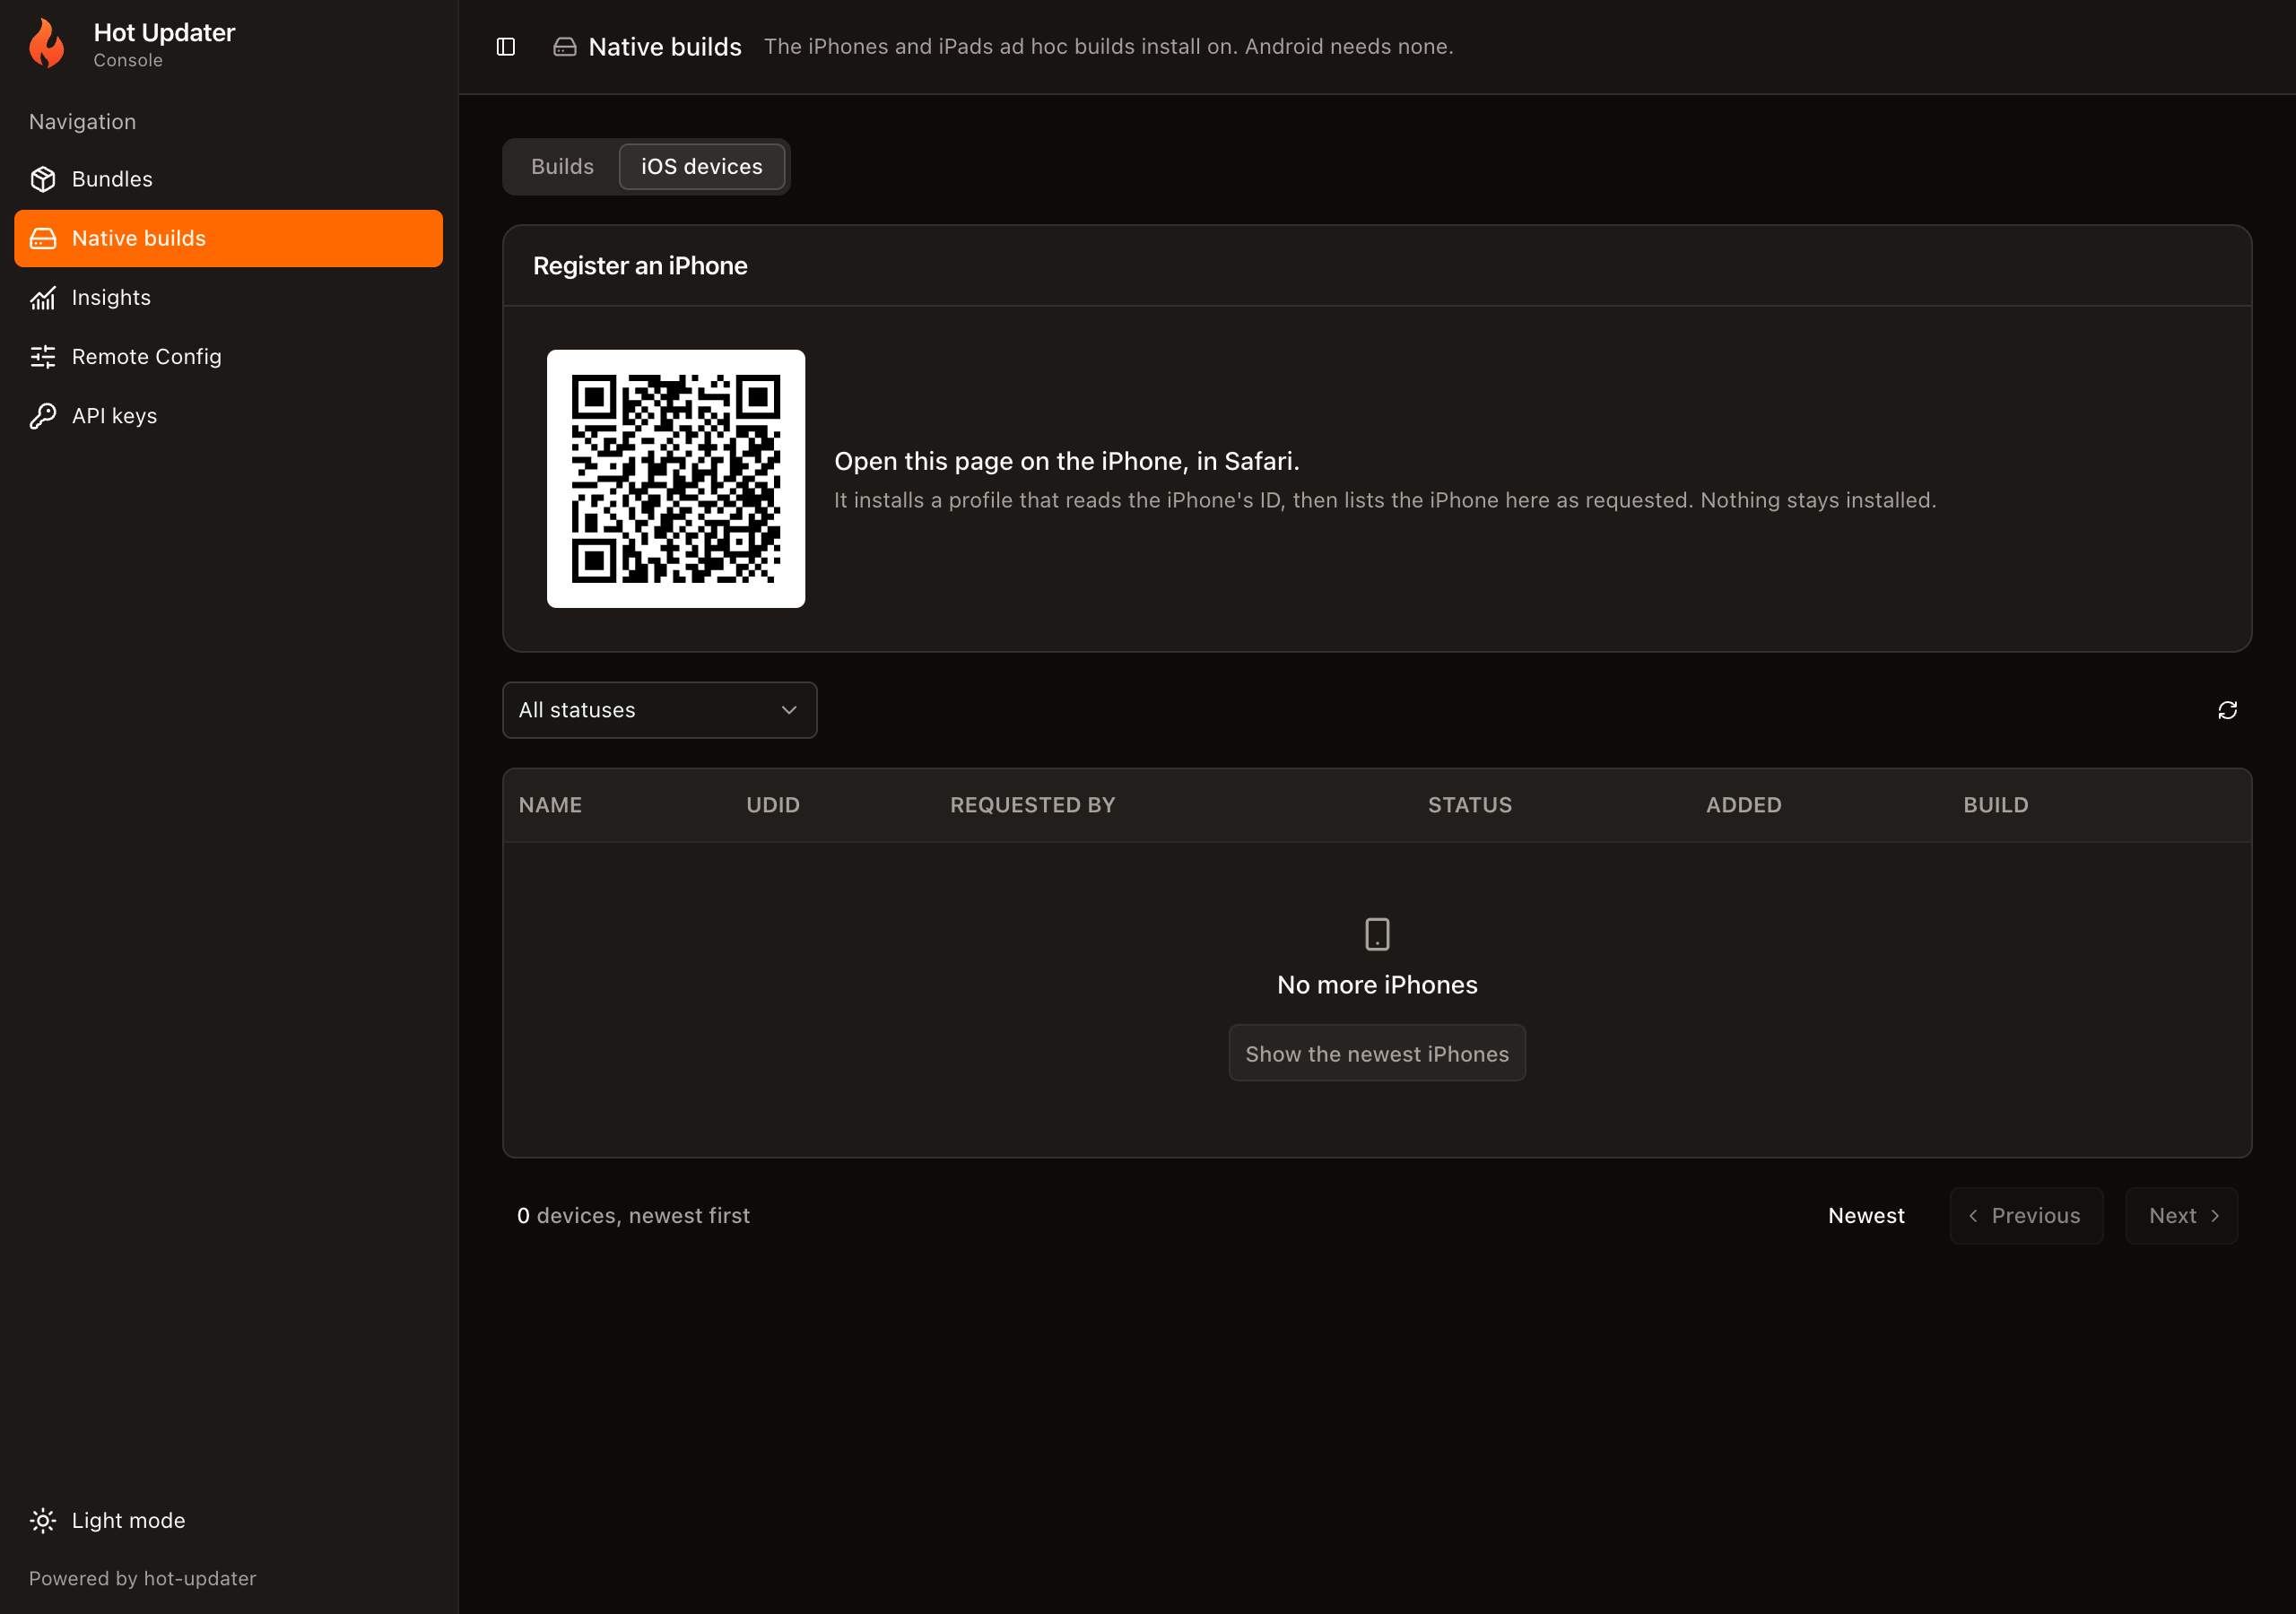 Hot Updater
Console
Navigation
Bundles
Native builds
Insights
Remote Config
API keys
Light mode
Powered by hot-updater
Native builds The iPhones and iPads ad hoc builds install on. Android needs none.
Builds iOS devices
Register an iPhone
Open this page on the iPhone, in Safari.
It installs a profile that reads the iPhone's ID, then lists the iPhone here as requested. Nothing stays installed.
All statuses
NAME UDID REQUESTED BY STATUS ADDED BUILD
No more iPhones
Show the newest iPhones
0 devices, newest first Newest Previous Next